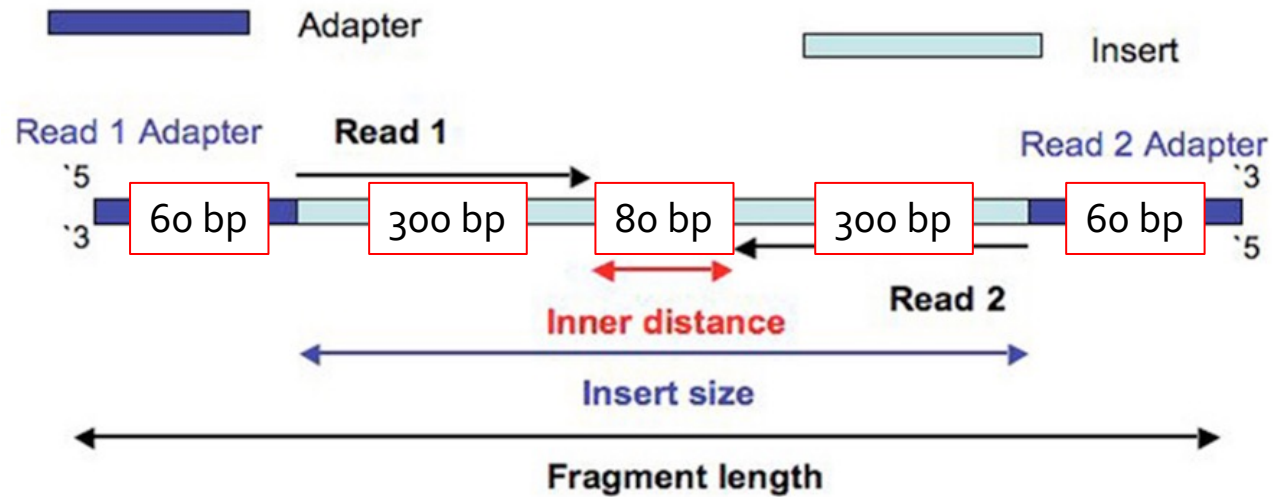 Adapter
Insert
Read 1 Adapter
Read 1
Read 2 Adapter
`5
`3
60 bp
300 bp
80 bp
300 bp
60 bp
`3
`5
Read 2
Inner distance
Insert size
Fragment length